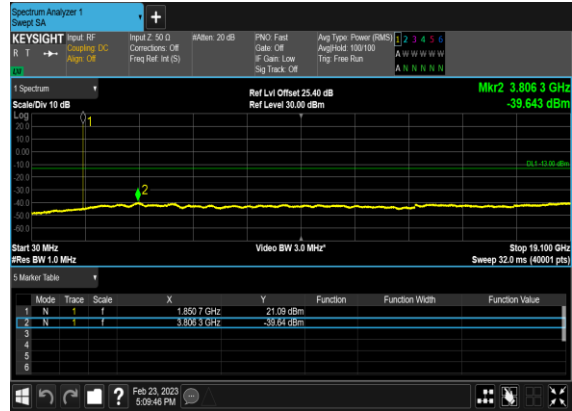 Spectrum Analyzer 1
Swept SA
+
KEYSIGHT Input: RF Input Z: 50 Ω #Atten: 20 dB PNO: Fast Avg Type: Power (RMS) 1 2 3 4 5 6
R T Coupling: DC Corrections: Off Gate: Off Avg|Hold: 100/100 A W W W W W
Align: Off Freq Ref: Int (S) IF Gain: Low Trig: Free Run
Sig Track: Off A N N N N N
1 Spectrum Ref Lvl Offset 25.40 dB Mkr2 3.806 3 GHz
Scale/Div 10 dB Ref Level 30.00 dBm -39.643 dBm
Log
1
20.0
10.0
0.00
-10.0
DL1 -13.00 dBm
-20.0
-30.0
2
-40.0
-50.0
-60.0
Start 30 MHz Video BW 3.0 MHz* Stop 19.100 GHz
#Res BW 1.0 MHz Sweep 32.0 ms (40001 pts)
5 Marker Table
Mode Trace Scale X Y Function Function Width Function Value
1 N 1 f 1.850 7 GHz 21.09 dBm
2 N 1 f 3.806 3 GHz -39.64 dBm
3
4
5
6
? Feb 23, 2023
5:09:46 PM